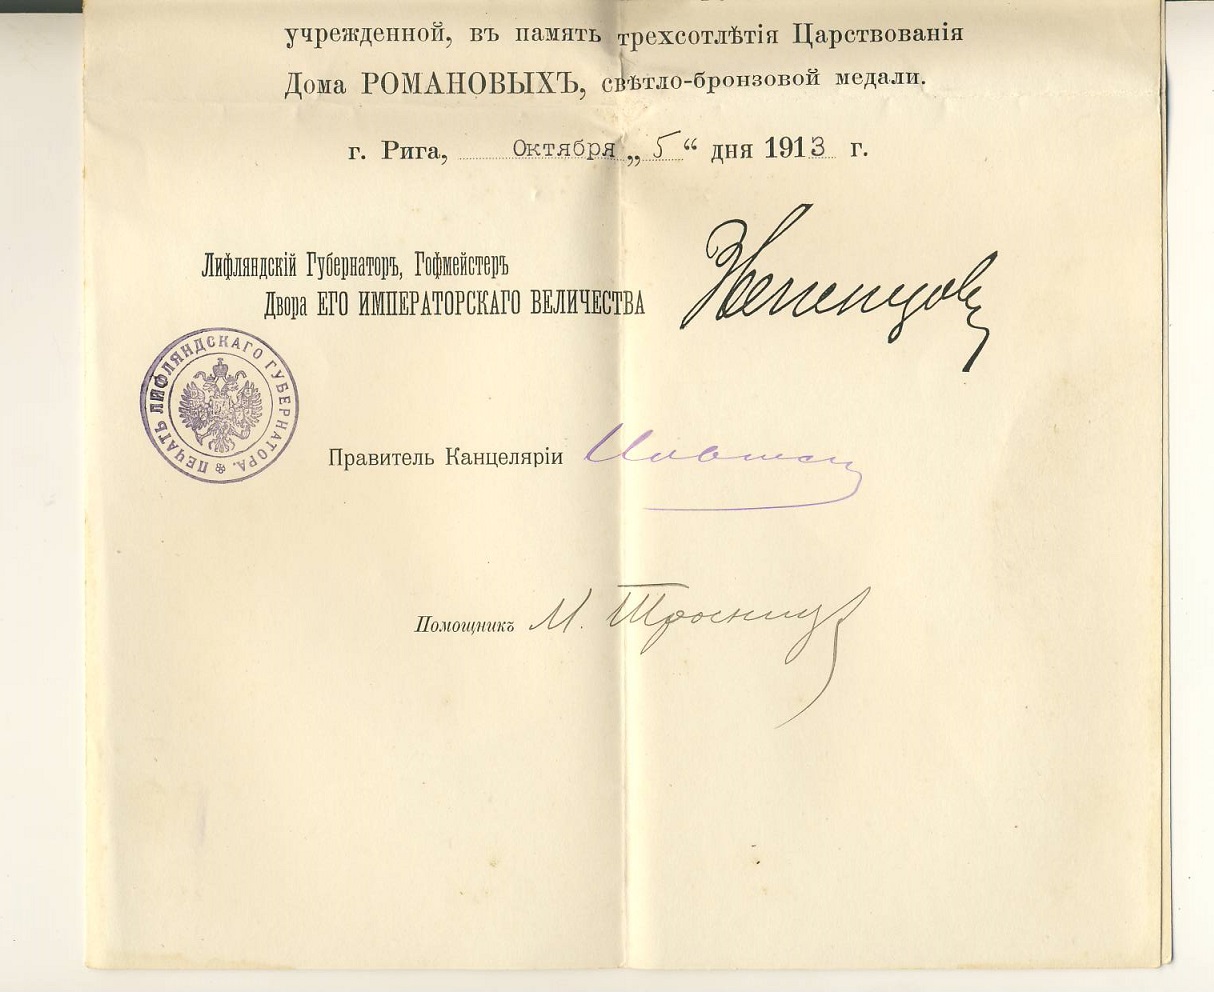 учрежденной, въ память трехсотлѣтія Царствованія
Дома РОМАНОВЫХЪ, свѣтло-бронзовой медали.
г. Рига, Октября „5“ дня 1913 г.
Лифляндскій Губернаторъ, Гофмейстеръ
Двора ЕГО ИМПЕРАТОРСКАГО ВЕЛИЧЕСТВА
ПЕЧАТЬ ЛИФЛЯНДСКАГО ГУБЕРНАТОРА.
Правитель Канцеляріи
Помощникъ М.